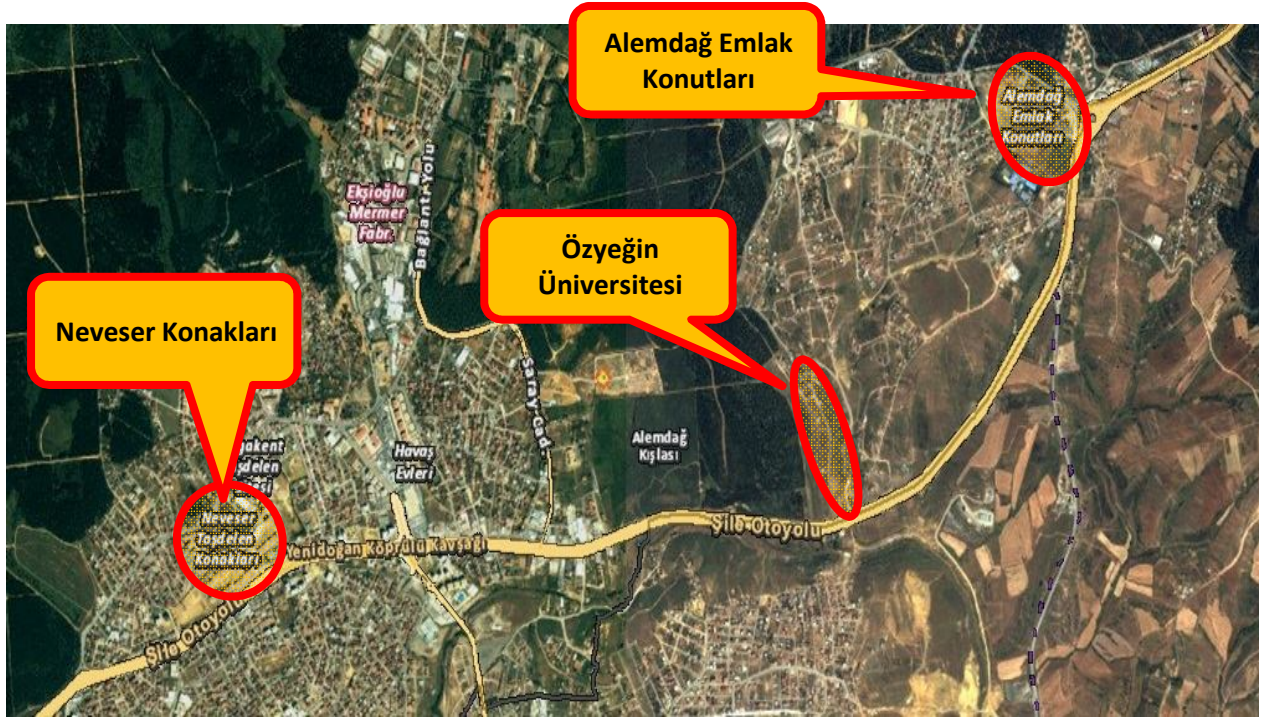 Alemdağ Emlak
Konutları
Alemdağ
Emlak
Konutları
Ekşioğlu
Mermer
Fabr.
Bağlantı Yolu
Özyeğin
Üniversitesi
Neveser Konakları
Saray Cad.
Havaş
Evleri
Alemdağ
Kışlası
Neveser
Taşdelen
Konakları
Yenidoğan Köprülü Kavşağı
Şile Otoyolu
Şile Otoyolu